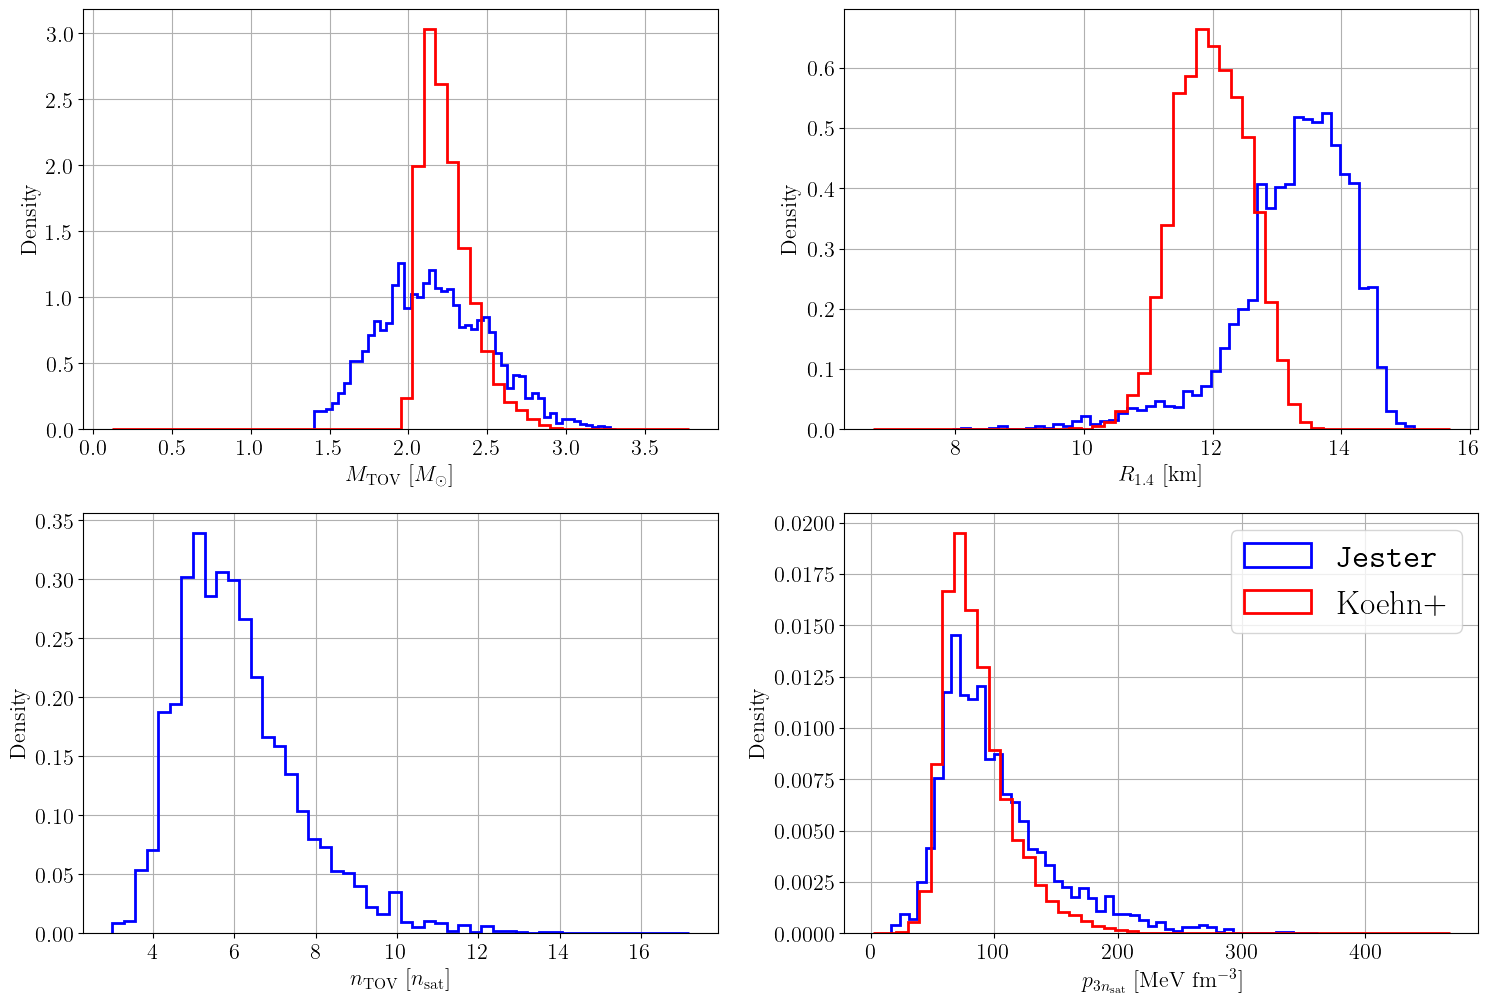 3.0
2.5
2.0
1.5
1.0
0.5
0.0
Density
0.0 0.5 1.0 1.5 2.0 2.5 3.0 3.5
M_TOV [M_⊙]
0.6
0.5
0.4
0.3
0.2
0.1
0.0
Density
8 10 12 14 16
R_1.4 [km]
0.35
0.30
0.25
0.20
0.15
0.10
0.05
0.00
Density
4 6 8 10 12 14 16
n_TOV [n_sat]
0.0200
0.0175
0.0150
0.0125
0.0100
0.0075
0.0050
0.0025
0.0000
Density
0 100 200 300 400
p_3n_sat [MeV fm⁻³]
Jester
Koehn+